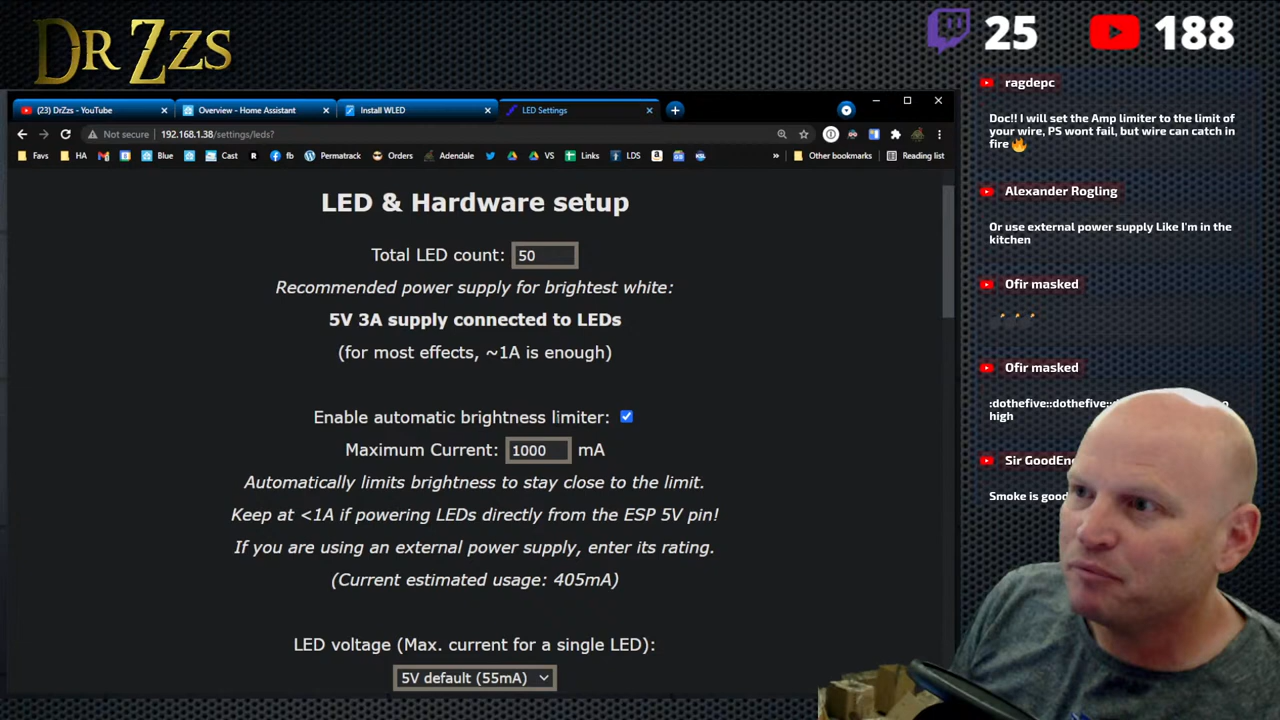 DR ZZS
25
188
(23) DrZzs - YouTube
Overview - Home Assistant
Install WLED
LED Settings
Not secure
192.168.1.38/settings/leds?
Favs
HA
Blue
Cast
fb
Permatrack
Orders
Adendale
VS
Links
LDS
Other bookmarks
Reading list
LED & Hardware setup
Total LED count: 50
Recommended power supply for brightest white:
5V 3A supply connected to LEDs
(for most effects, ~1A is enough)
Enable automatic brightness limiter:
Maximum Current: 1000 mA
Automatically limits brightness to stay close to the limit.
Keep at <1A if powering LEDs directly from the ESP 5V pin!
If you are using an external power supply, enter its rating.
(Current estimated usage: 405mA)
LED voltage (Max. current for a single LED):
5V default (55mA)
ragdepc
Doc!! I will set the Amp limiter to the limit of
your wire, PS wont fail, but wire can catch in
fire
Alexander Rogling
Or use external power supply Like I'm in the
kitchen
Ofir masked
Ofir masked
:dothefive::dothefive::
high
Sir
Smoke is